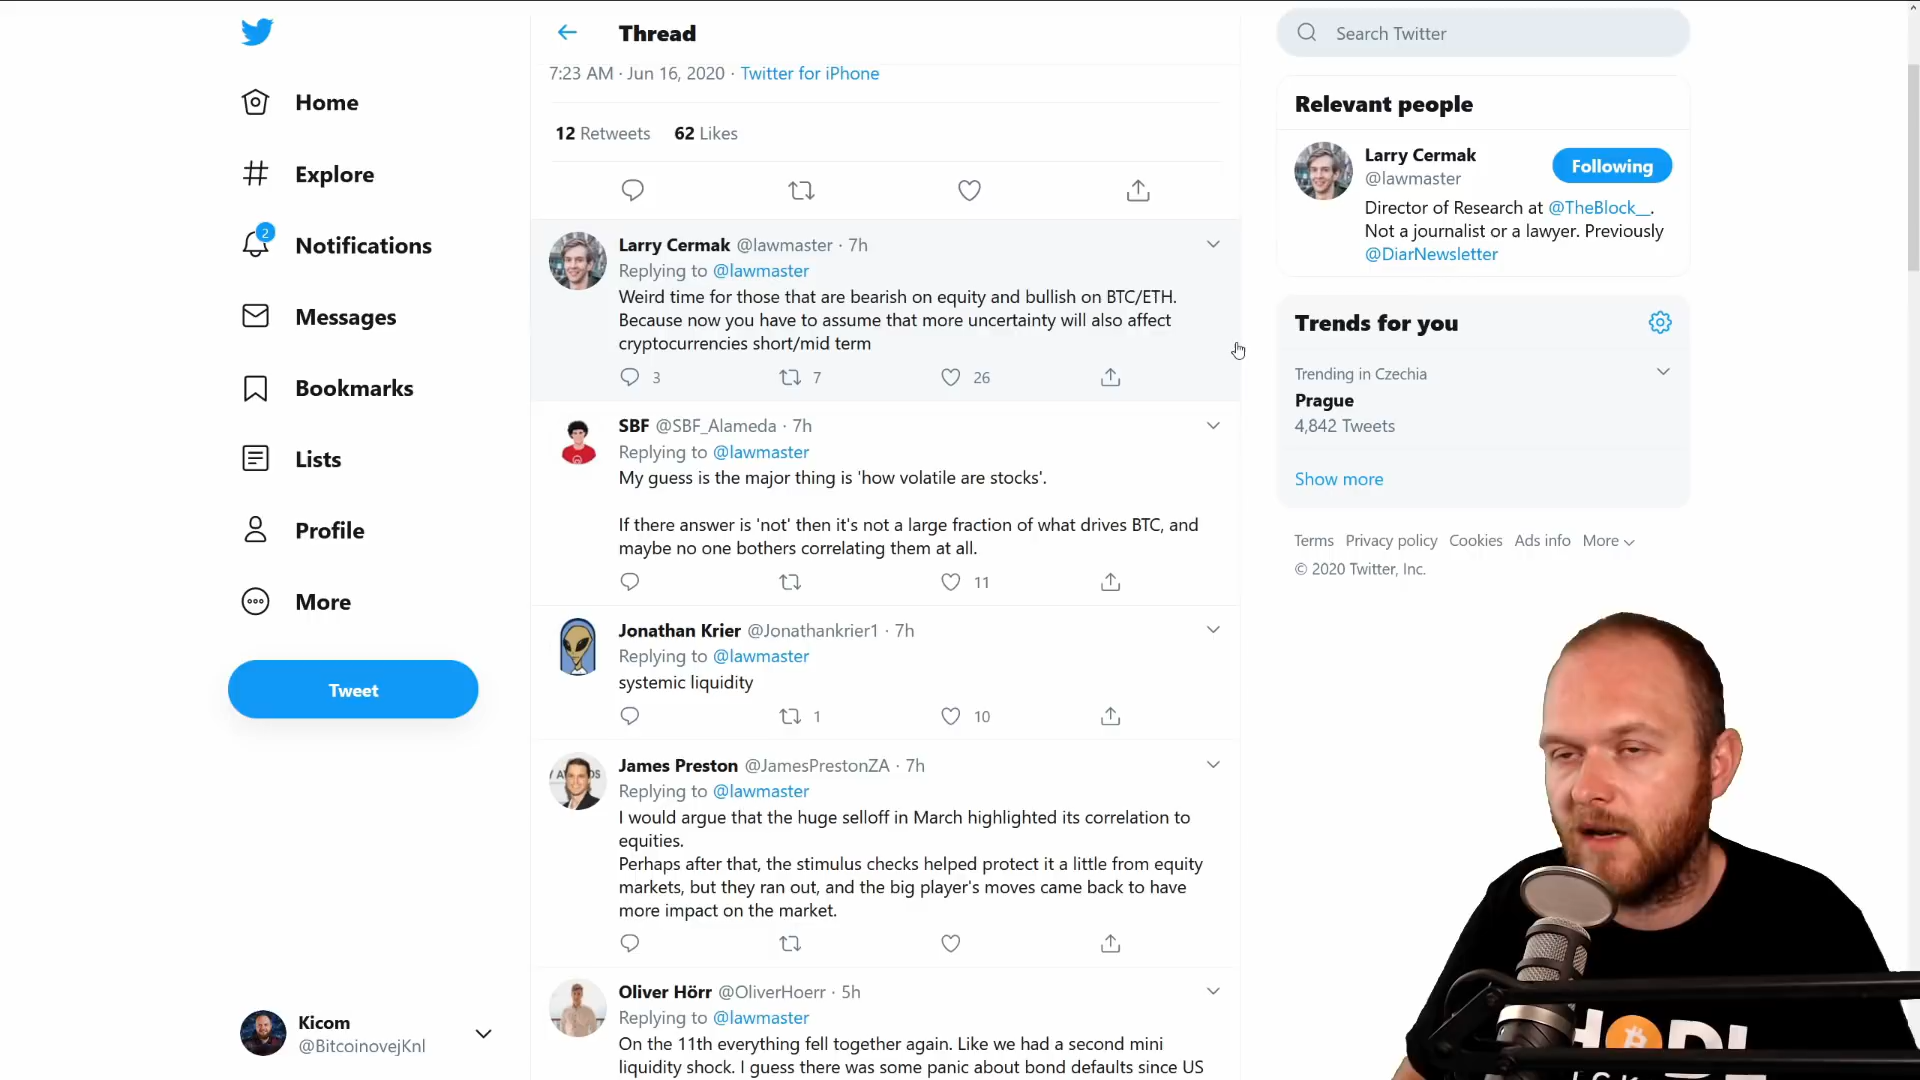 Thread
Search Twitter
7:23 AM · Jun 16, 2020 · Twitter for iPhone
12 Retweets 62 Likes
Home
Explore
2
Notifications
Messages
Bookmarks
Lists
Profile
More
Tweet
Kicom
@BitcoinovejKnl
Larry Cermak @lawmaster · 7h
Replying to @lawmaster
Weird time for those that are bearish on equity and bullish on BTC/ETH.
Because now you have to assume that more uncertainty will also affect
cryptocurrencies short/mid term
3 7 26
SBF @SBF_Alameda · 7h
Replying to @lawmaster
My guess is the major thing is 'how volatile are stocks'.
If there answer is 'not' then it's not a large fraction of what drives BTC, and
maybe no one bothers correlating them at all.
11
Jonathan Krier @Jonathankrier1 · 7h
Replying to @lawmaster
systemic liquidity
1 10
James Preston @JamesPrestonZA · 7h
Replying to @lawmaster
I would argue that the huge selloff in March highlighted its correlation to
equities.
Perhaps after that, the stimulus checks helped protect it a little from equity
markets, but they ran out, and the big player's moves came back to have
more impact on the market.
Oliver Hörr @OliverHoerr · 5h
Replying to @lawmaster
On the 11th everything fell together again. Like we had a second mini
liquidity shock. I guess there was some panic about bond defaults since US
Relevant people
Larry Cermak
@lawmaster
Following
Director of Research at @TheBlock__.
Not a journalist or a lawyer. Previously
@DiarNewsletter
Trends for you
Trending in Czechia
Prague
4,842 Tweets
Show more
Terms Privacy policy Cookies Ads info More
© 2020 Twitter, Inc.